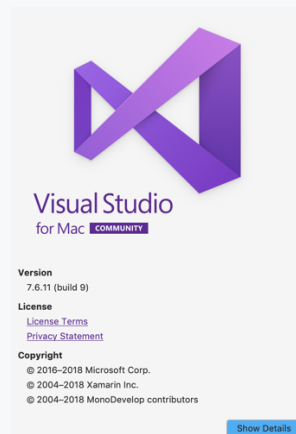 Visual Studio
for Mac COMMUNITY
Version
7.6.11 (build 9)
License
License Terms
Privacy Statement
Copyright
© 2016–2018 Microsoft Corp.
© 2004–2018 Xamarin Inc.
© 2004–2018 MonoDevelop contributors
Show Details